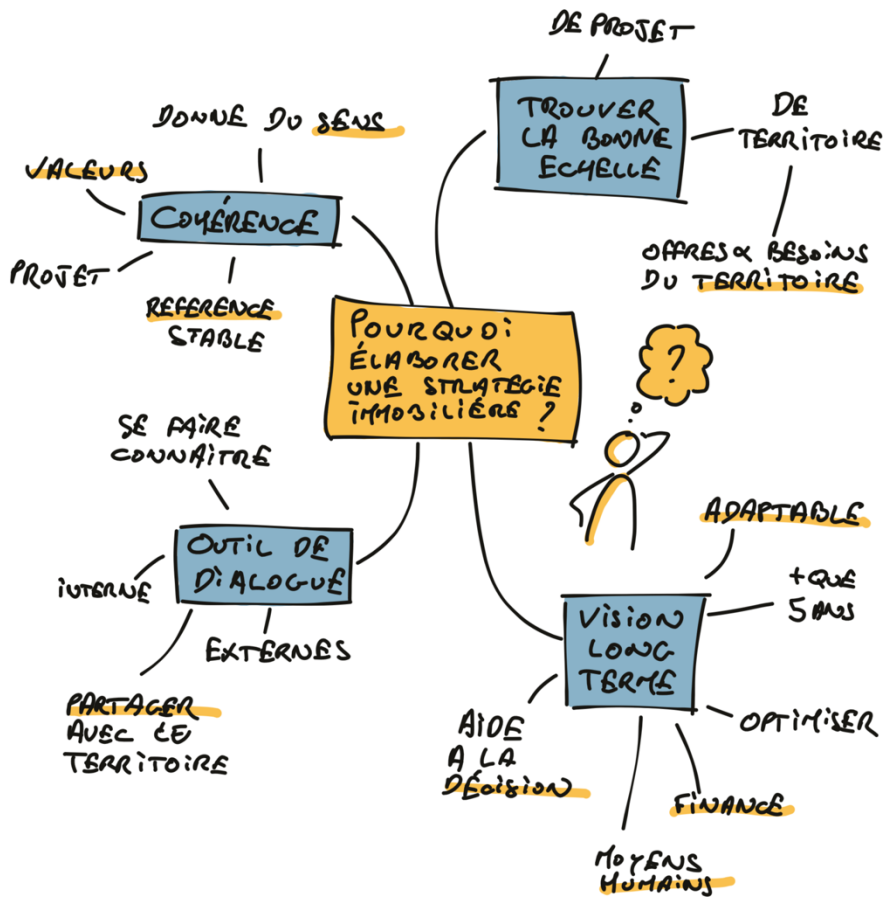 POURQUOI
ÉLABORER
UNE STRATEGIE
IMMOBILIÉRE ?
?
COHÉRENCE
DONNE DU SENS
VALEURS
PROJET
REFERENCE
STABLE
TROUVER
LA BONNE
ECHELLE
DE PROJET
DE
TERRITOIRE
OFFRES & BESOINS
DU TERRITOIRE
OUTIL DE
DIALOGUE
SE FAIRE
CONNAÎTRE
INTERNE
EXTERNES
PARTAGER
AVEC LE
TERRITOIRE
VISION
LONG
TERME
ADAPTABLE
+ QUE
5 ANS
OPTIMISER
FINANCE
MOYENS
HUMAINS
AIDE
A LA
DÉCISION